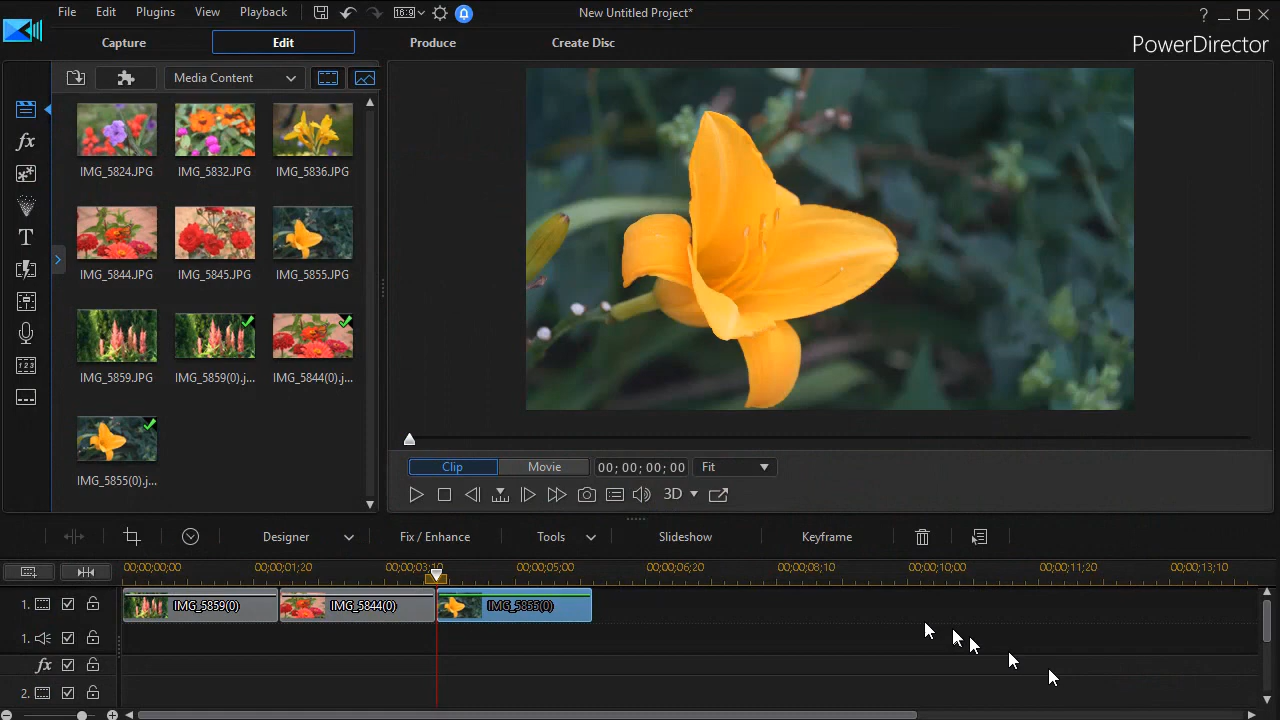 File Edit Plugins View Playback 16:9 New Untitled Project* ?
Capture Edit Produce Create Disc PowerDirector
Media Content
IMG_5824.JPG IMG_5832.JPG IMG_5836.JPG
IMG_5844.JPG IMG_5845.JPG IMG_5855.JPG
IMG_5859.JPG IMG_5859(0).j... IMG_5844(0).j...
IMG_5855(0).j...
fx
T
Clip Movie 00; 00; 00; 00 Fit
3D
Designer Fix / Enhance Tools Slideshow Keyframe
00;00;00;00 00;00;01;20 00;00;03;10 00;00;05;00 00;00;06;20 00;00;08;10 00;00;10;00 00;00;11;20 00;00;13;10
1. IMG_5859(0) IMG_5844(0) IMG_5855(0)
1.
fx
2.